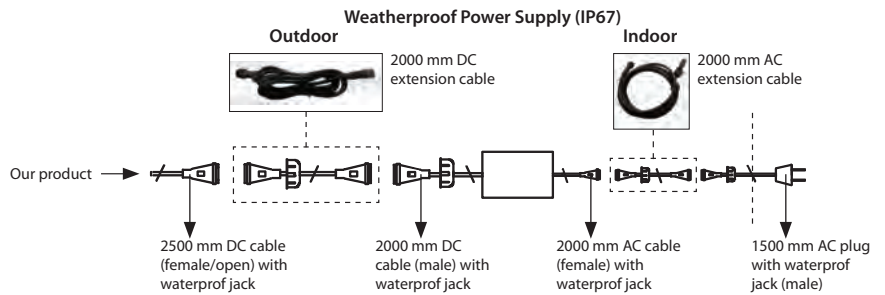 Weatherproof Power Supply (IP67)
Outdoor
Indoor
2000 mm DC
extension cable
2000 mm AC
extension cable
Our product
2500 mm DC cable
(female/open) with
waterprof jack
2000 mm DC
cable (male) with
waterprof jack
2000 mm AC cable
(female) with
waterprof jack
1500 mm AC plug
with waterprof
jack (male)